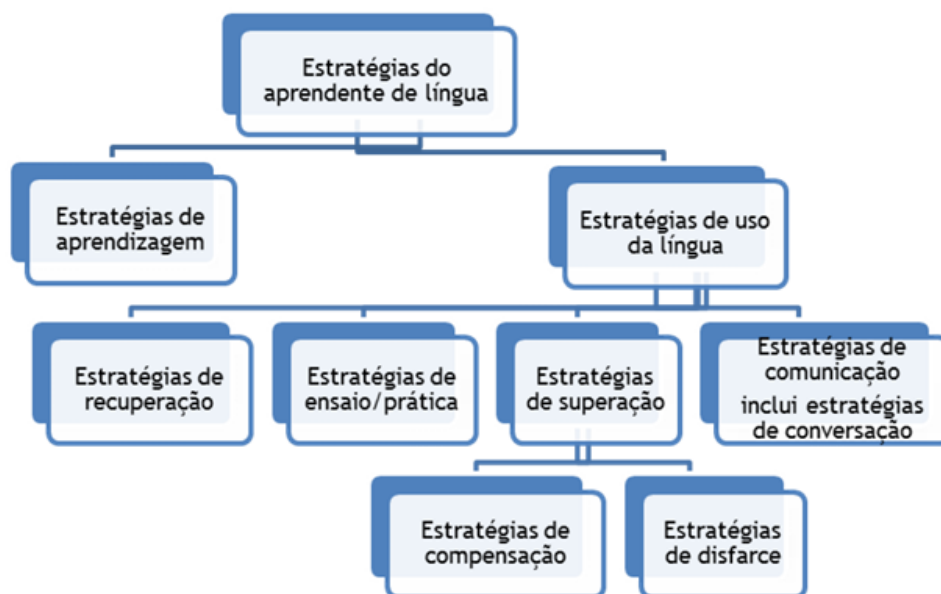 Estratégias do
aprendente de língua
Estratégias de
aprendizagem
Estratégias de uso
da língua
Estratégias de
recuperação
Estratégias de
ensaio/prática
Estratégias
de superação
Estratégias de
comunicação
inclui estratégias
de conversação
Estratégias de
compensação
Estratégias
de disfarce